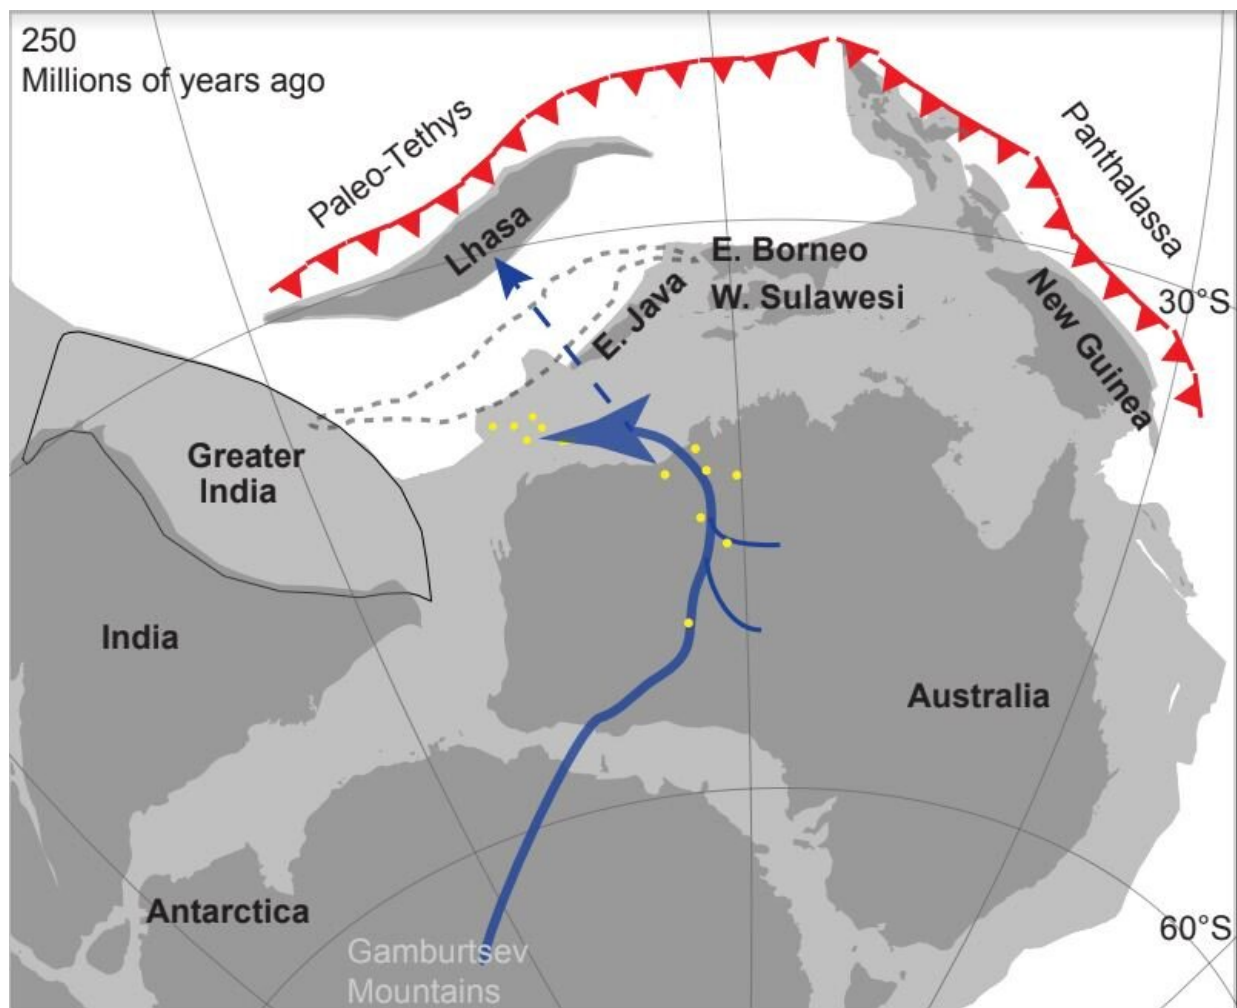 250
Millions of years ago
Paleo-Tethys
Panthalassa
Lhasa
E. Borneo
W. Sulawesi
E. Java
New Guinea
30°S
Greater
India
India
Australia
Antarctica
60°S
Gamburtsev
Mountains